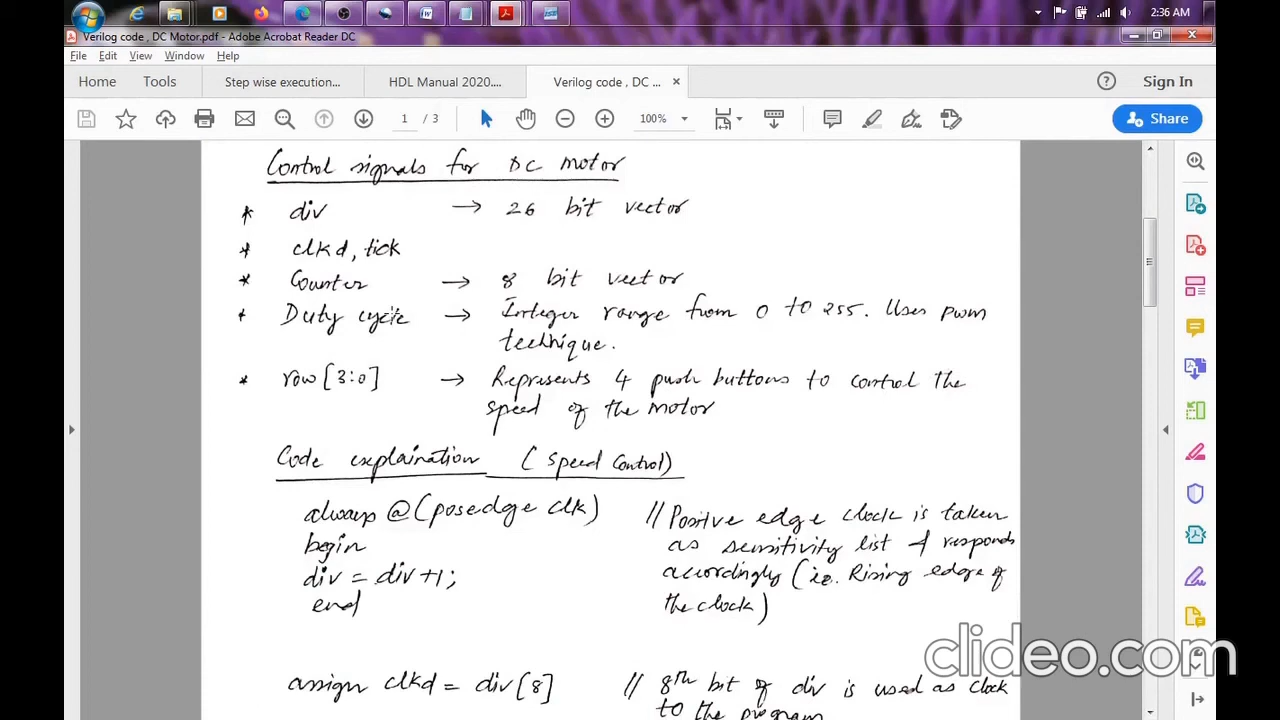 2:36 AM
Verilog code , DC Motor.pdf - Adobe Acrobat Reader DC
File Edit View Window Help
Home Tools Step wise execution... HDL Manual 2020.... Verilog code , DC ... × Sign In
1 / 3 100% Share
Control signals for DC motor
* div → 26 bit vector
* clkd, tick
* Counter → 8 bit vector
* Duty cycle → Integer range from 0 to 255. Uses pwm
technique.
* row [3:0] → Represents 4 push buttons to control the
speed of the motor
Code explaination (speed control)
always @(posedge clk) // Positive edge clock is taken
begin as sensitivity list & responds
div = div+1; accordingly (ie. Rising edge of
end the clock)
clideo.com
assign clkd = div[8] // 8th bit of div is used as clock
to the program